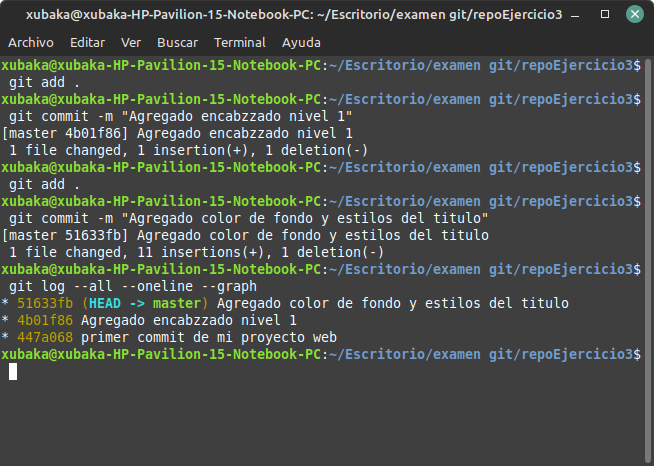 xubaka@xubaka-HP-Pavilion-15-Notebook-PC: ~/Escritorio/examen git/repoEjercicio3
Archivo Editar Ver Buscar Terminal Ayuda
xubaka@xubaka-HP-Pavilion-15-Notebook-PC:~/Escritorio/examen git/repoEjercicio3$
git add .
xubaka@xubaka-HP-Pavilion-15-Notebook-PC:~/Escritorio/examen git/repoEjercicio3$
git commit -m "Agregado encabzzado nivel 1"
[master 4b01f86] Agregado encabzzado nivel 1
1 file changed, 1 insertion(+), 1 deletion(-)
xubaka@xubaka-HP-Pavilion-15-Notebook-PC:~/Escritorio/examen git/repoEjercicio3$
git add .
xubaka@xubaka-HP-Pavilion-15-Notebook-PC:~/Escritorio/examen git/repoEjercicio3$
git commit -m "Agregado color de fondo y estilos del titulo"
[master 51633fb] Agregado color de fondo y estilos del titulo
1 file changed, 11 insertions(+), 1 deletion(-)
xubaka@xubaka-HP-Pavilion-15-Notebook-PC:~/Escritorio/examen git/repoEjercicio3$
git log --all --oneline --graph
* 51633fb (HEAD -> master) Agregado color de fondo y estilos del titulo
* 4b01f86 Agregado encabzzado nivel 1
* 447a068 primer commit de mi proyecto web
xubaka@xubaka-HP-Pavilion-15-Notebook-PC:~/Escritorio/examen git/repoEjercicio3$